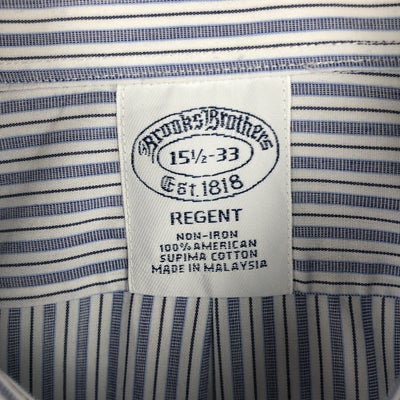 Brooks Brothers
15½-33
Est. 1818
REGENT
NON-IRON
100% AMERICAN
SUPIMA COTTON
MADE IN MALAYSIA